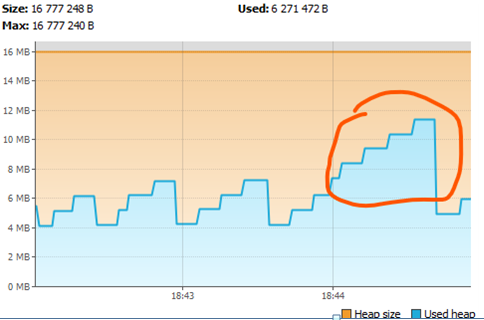 Size: 16 777 248 B Used: 6 271 472 B
Max: 16 777 240 B
16 MB
14 MB
12 MB
10 MB
8 MB
6 MB
4 MB
2 MB
0 MB
18:43 18:44
Heap size Used heap